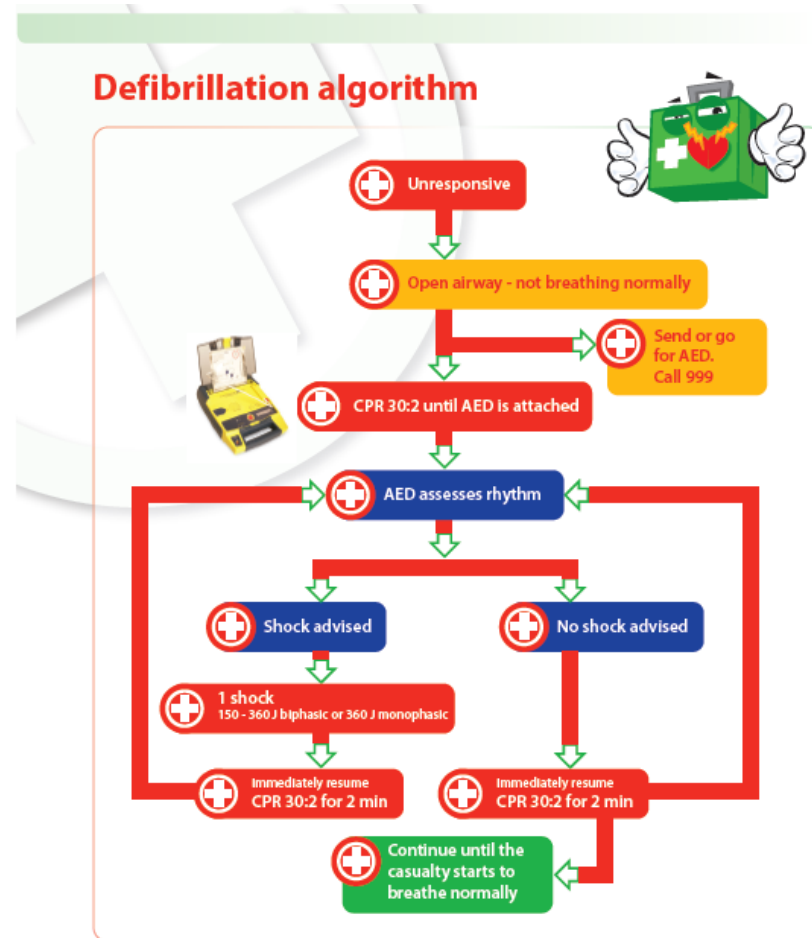 Defibrillation algorithm
Unresponsive
Open airway - not breathing normally
Send or go
for AED.
Call 999
CPR 30:2 until AED is attached
AED assesses rhythm
Shock advised
No shock advised
1 shock
150 - 360 J biphasic or 360 J monophasic
Immediately resume
CPR 30:2 for 2 min
Immediately resume
CPR 30:2 for 2 min
Continue until the
casualty starts to
breathe normally